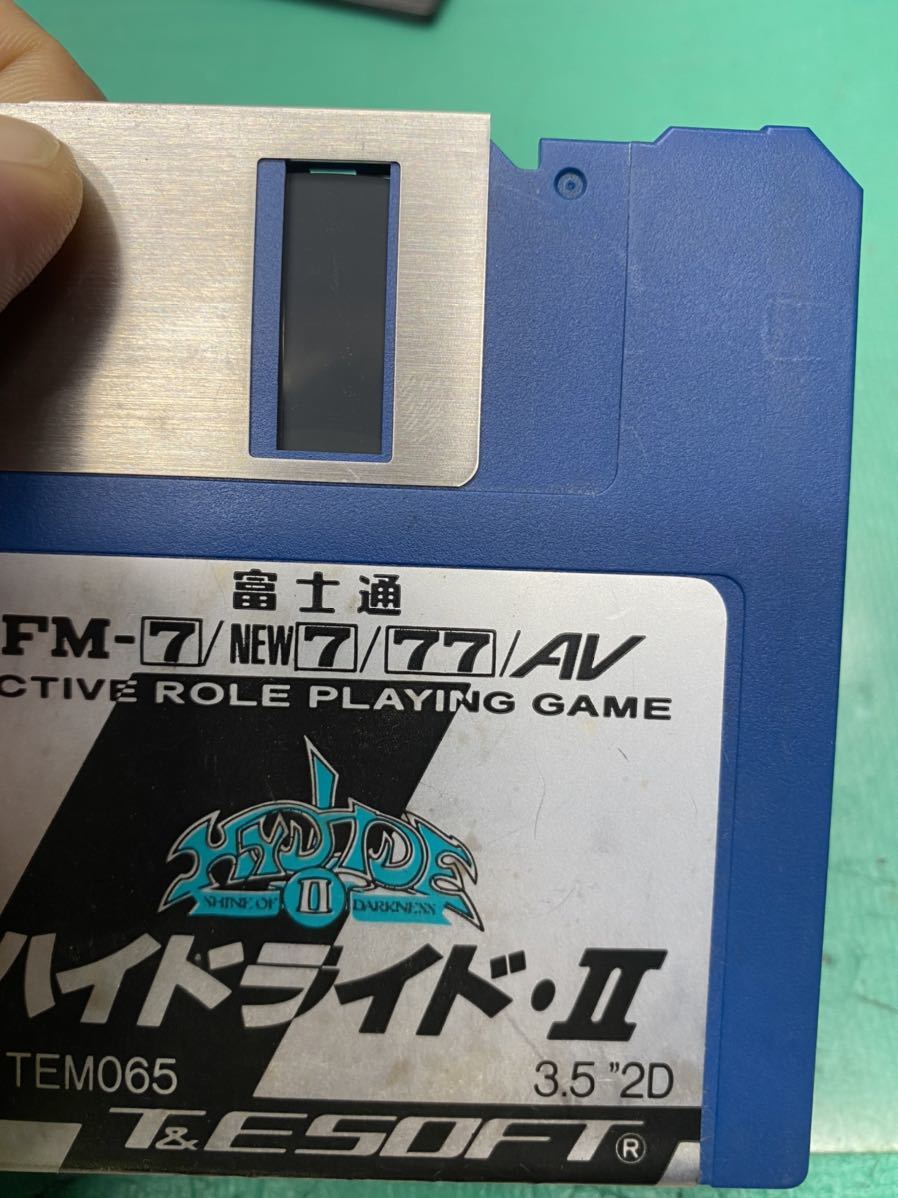 富士通
FM-7/NEW7/77/AV
CTIVE ROLE PLAYING GAME
HYDLIDE
SHINE OF II DARKNESS
ハイドライド・II
TEM065 3.5"2D
T&ESOFT®